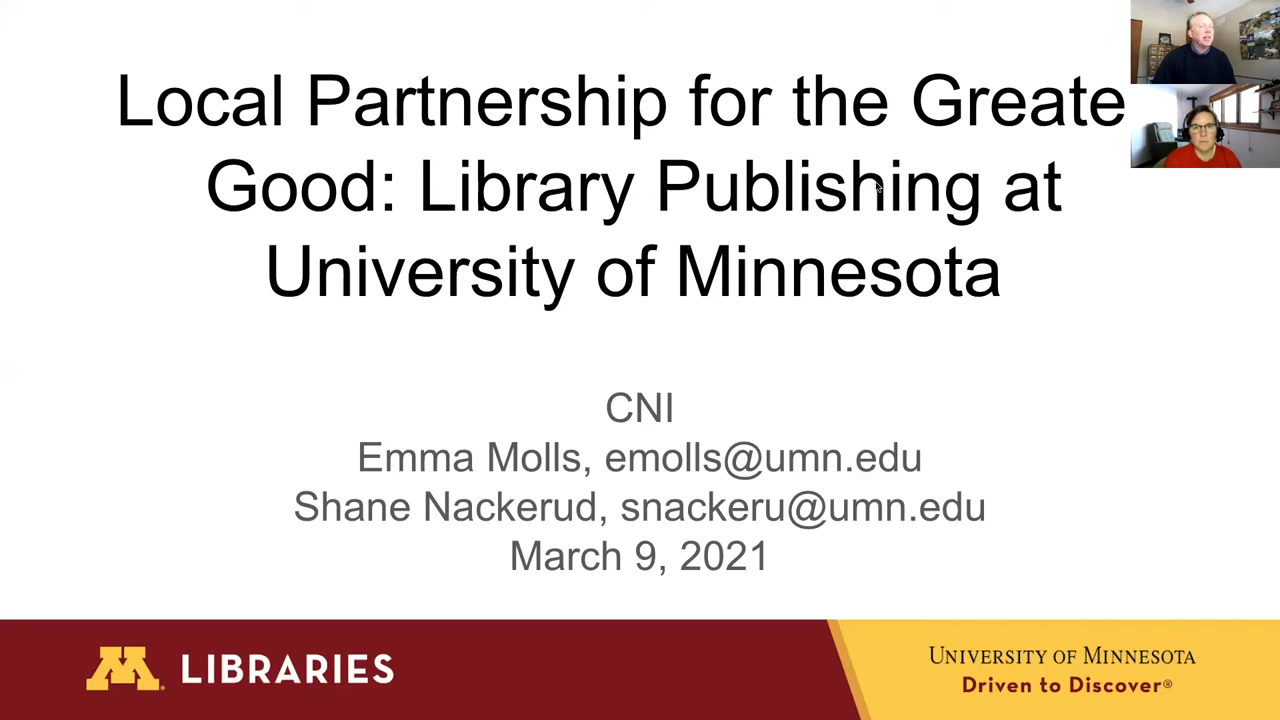 Local Partnership for the Greate
Good: Library Publishing at
University of Minnesota
CNI
Emma Molls, emolls@umn.edu
Shane Nackerud, snackeru@umn.edu
March 9, 2021
M LIBRARIES
UNIVERSITY OF MINNESOTA
Driven to Discover®